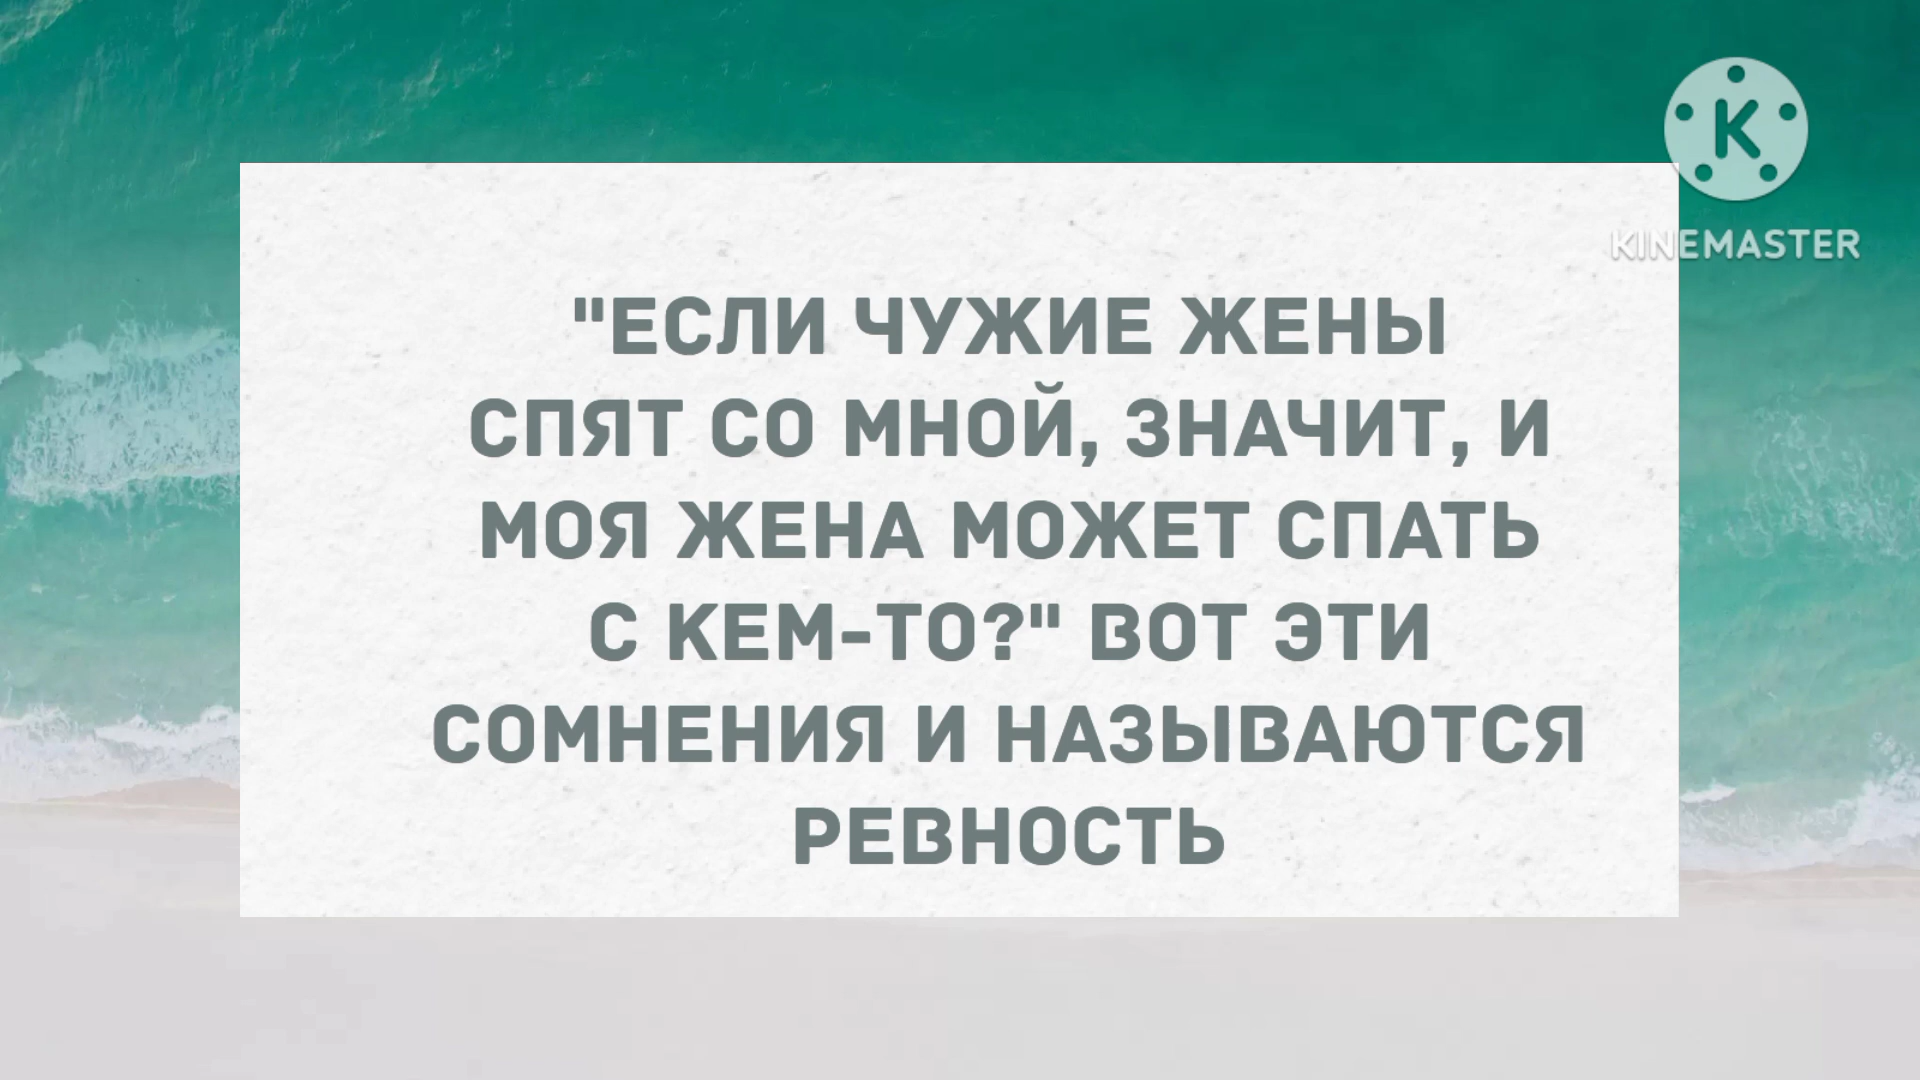 K
KINEMASTER
"ЕСЛИ ЧУЖИЕ ЖЕНЫ
СПЯТ СО МНОЙ, ЗНАЧИТ, И
МОЯ ЖЕНА МОЖЕТ СПАТЬ
С КЕМ-ТО?" ВОТ ЭТИ
СОМНЕНИЯ И НАЗЫВАЮТСЯ
РЕВНОСТЬ